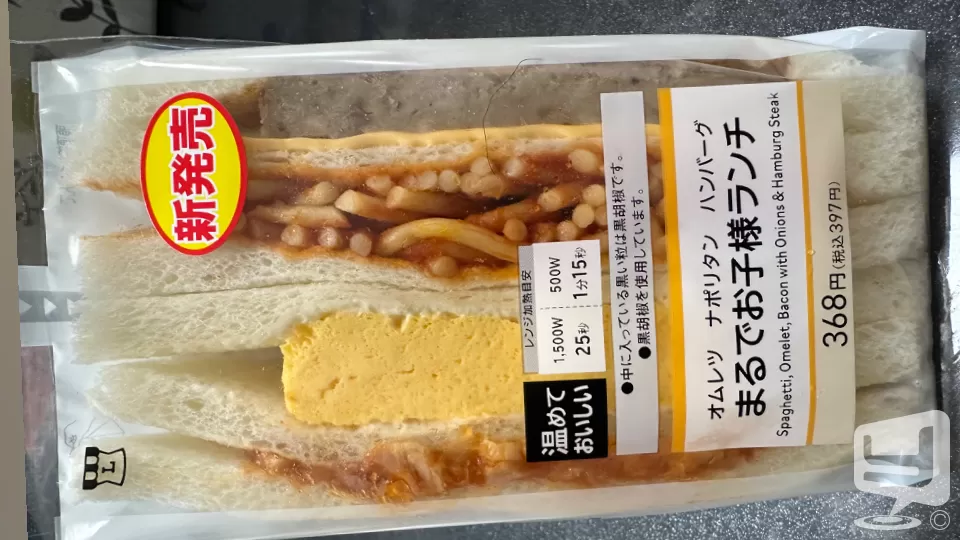 新発売
オムレツ ナポリタン ハンバーグ
まるでお子様ランチ
Spaghetti, Omelet, Bacon with Onions & Hamburg Steak
368円(税込397円)
●中に入っている黒い粒は黒胡椒です。
●黒胡椒を使用しています。
レンジ加熱目安
1,500W 500W
25秒 1分15秒
温めて
おいしい
L
©